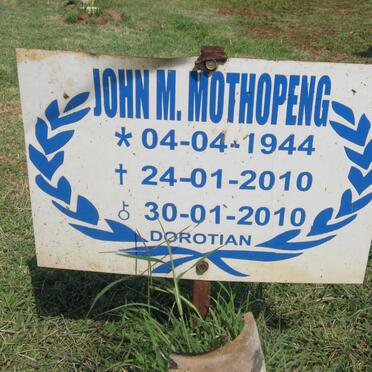 JOHN M. MOTHOPENG
* 04-04-1944
† 24-01-2010
⚨ 30-01-2010
DOROTIAN